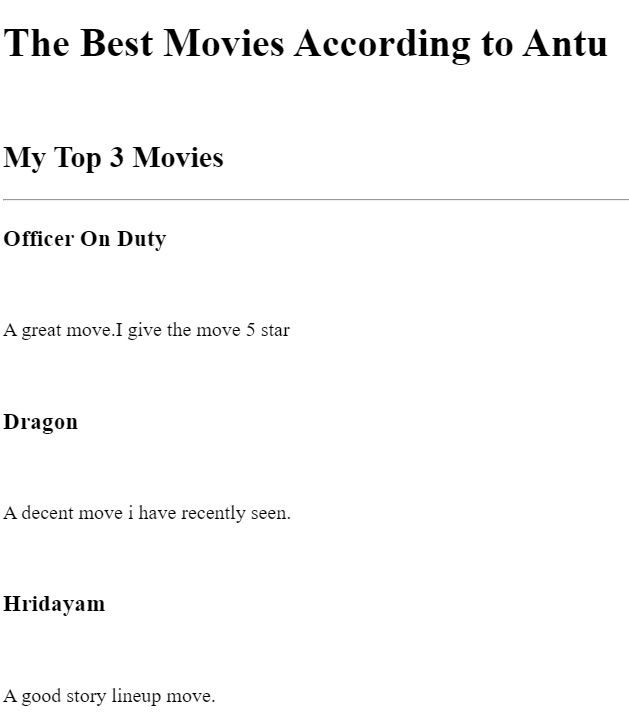 The Best Movies According to Antu
My Top 3 Movies
Officer On Duty
A great move.I give the move 5 star
Dragon
A decent move i have recently seen.
Hridayam
A good story lineup move.